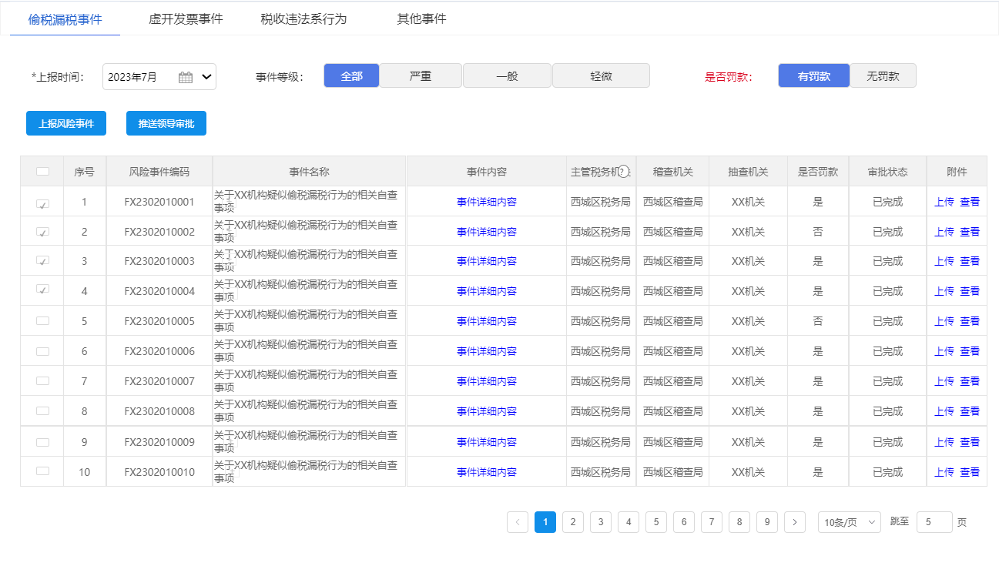 偷税漏税事件 虚开发票事件 税收违法系行为 其他事件
*上报时间： 2023年7月 事件等级： 全部 严重 一般 轻微 是否罚款： 有罚款 无罚款
上报风险事件 推送领导审批
序号 风险事件编码 事件名称 事件内容 主管税务机 ? 稽查机关 抽查机关 是否罚款 审批状态 附件
1 FX2302010001 关于XX机构疑似偷税漏税行为的相关自查 事件详细内容 西城区税务局 西城区稽查局 XX机关 是 已完成 上传 查看
事项
2 FX2302010002 关于XX机构疑似偷税漏税行为的相关自查 事件详细内容 西城区税务局 西城区稽查局 XX机关 否 已完成 上传 查看
事项
3 FX2302010003 关于XX机构疑似偷税漏税行为的相关自查 事件详细内容 西城区税务局 西城区稽查局 XX机关 是 已完成 上传 查看
事项
4 FX2302010004 关于XX机构疑似偷税漏税行为的相关自查 事件详细内容 西城区税务局 西城区稽查局 XX机关 是 已完成 上传 查看
事项
5 FX2302010005 关于XX机构疑似偷税漏税行为的相关自查 事件详细内容 西城区税务局 西城区稽查局 XX机关 否 已完成 上传 查看
事项
6 FX2302010006 关于XX机构疑似偷税漏税行为的相关自查 事件详细内容 西城区税务局 西城区稽查局 XX机关 是 已完成 上传 查看
事项
7 FX2302010007 关于XX机构疑似偷税漏税行为的相关自查 事件详细内容 西城区税务局 西城区稽查局 XX机关 是 已完成 上传 查看
事项
8 FX2302010008 关于XX机构疑似偷税漏税行为的相关自查 事件详细内容 西城区税务局 西城区稽查局 XX机关 是 已完成 上传 查看
事项
9 FX2302010009 关于XX机构疑似偷税漏税行为的相关自查 事件详细内容 西城区税务局 西城区稽查局 XX机关 是 已完成 上传 查看
事项
10 FX2302010010 关于XX机构疑似偷税漏税行为的相关自查 事件详细内容 西城区税务局 西城区稽查局 XX机关 是 已完成 上传 查看
事项
1 2 3 4 5 6 7 8 9 10条/页 跳至 5 页